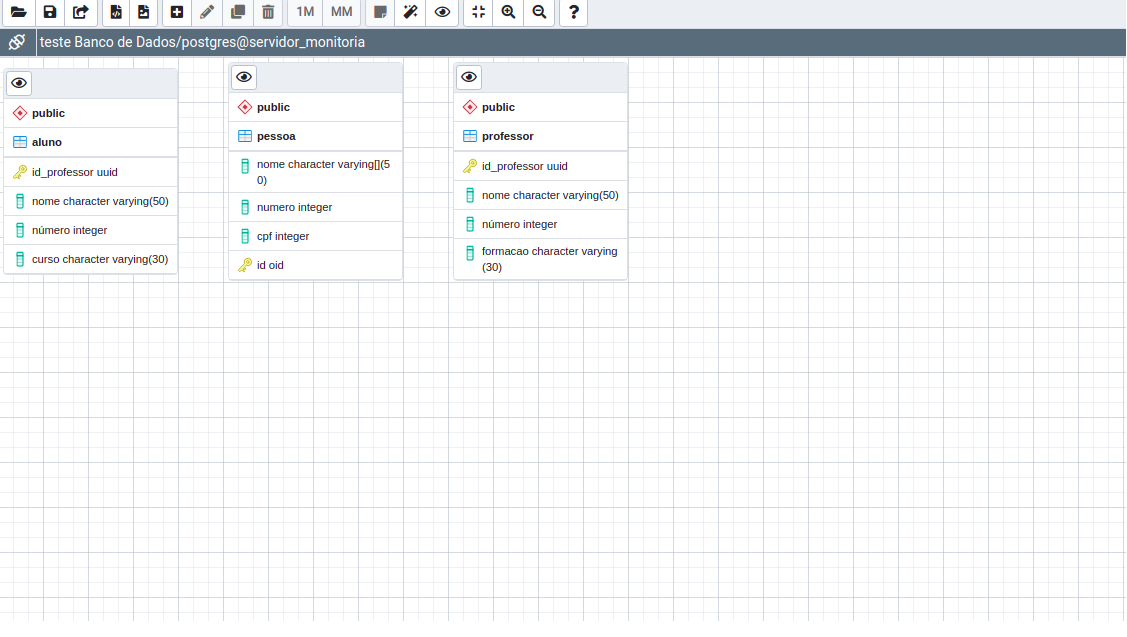 1M MM ?
teste Banco de Dados/postgres@servidor_monitoria
public
aluno
id_professor uuid
nome character varying(50)
número integer
curso character varying(30)
public
pessoa
nome character varying[](5
0)
numero integer
cpf integer
id oid
public
professor
id_professor uuid
nome character varying(50)
número integer
formacao character varying
(30)